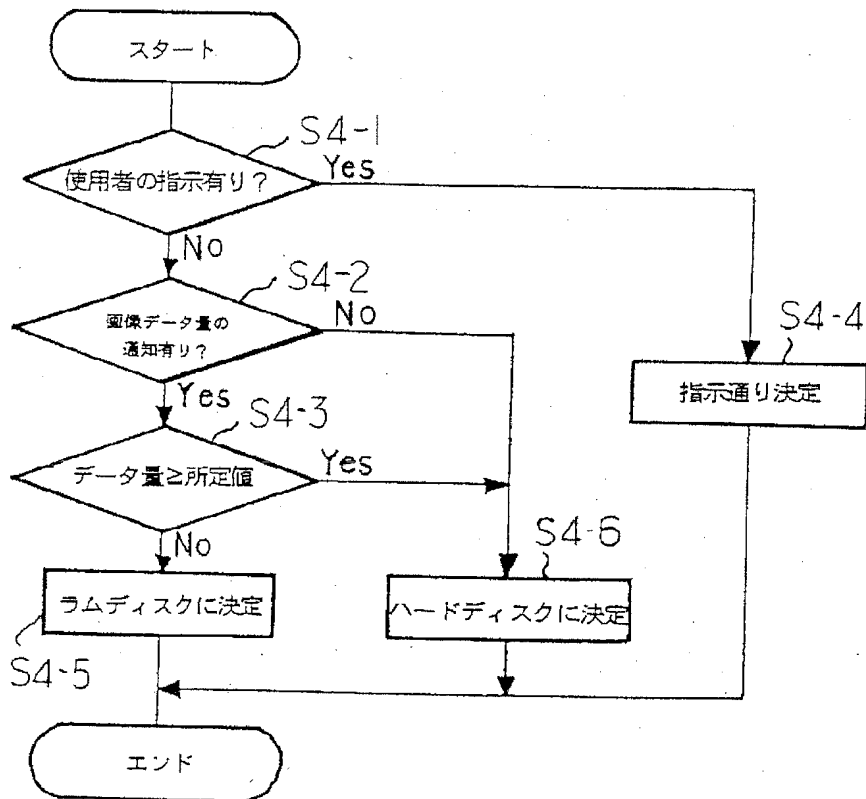 スタート
S4-1
使用者の指示有り?
Yes
No
S4-2
画像データ量の
通知有り?
No
Yes
S4-4
指示通り決定
S4-3
データ量≥所定値
Yes
No
S4-6
ラムディスクに決定
ハードディスクに決定
S4-5
エンド